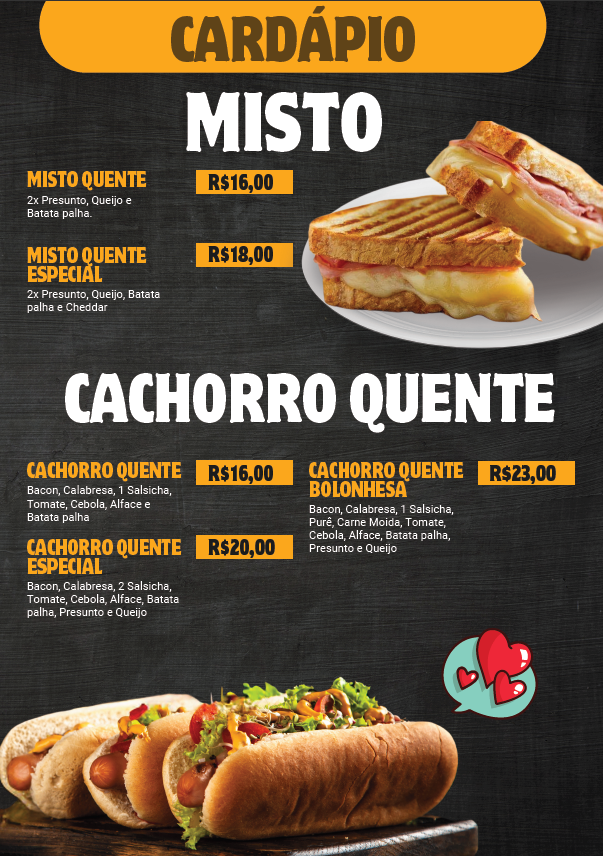 CARDÁPIO
MISTO
MISTO QUENTE
R$16,00
2x Presunto, Queijo e
Batata palha.
MISTO QUENTE
ESPECIAL
R$18,00
2x Presunto, Queijo, Batata
palha e Cheddar
CACHORRO QUENTE
CACHORRO QUENTE
R$16,00
Bacon, Calabresa, 1 Salsicha,
Tomate, Cebola, Alface e
Batata palha
CACHORRO QUENTE
ESPECIAL
R$20,00
Bacon, Calabresa, 2 Salsicha,
Tomate, Cebola, Alface, Batata
palha, Presunto e Queijo
CACHORRO QUENTE
BOLONHESA
R$23,00
Bacon, Calabresa, 1 Salsicha,
Purê, Carne Moida, Tomate,
Cebola, Alface, Batata palha,
Presunto e Queijo